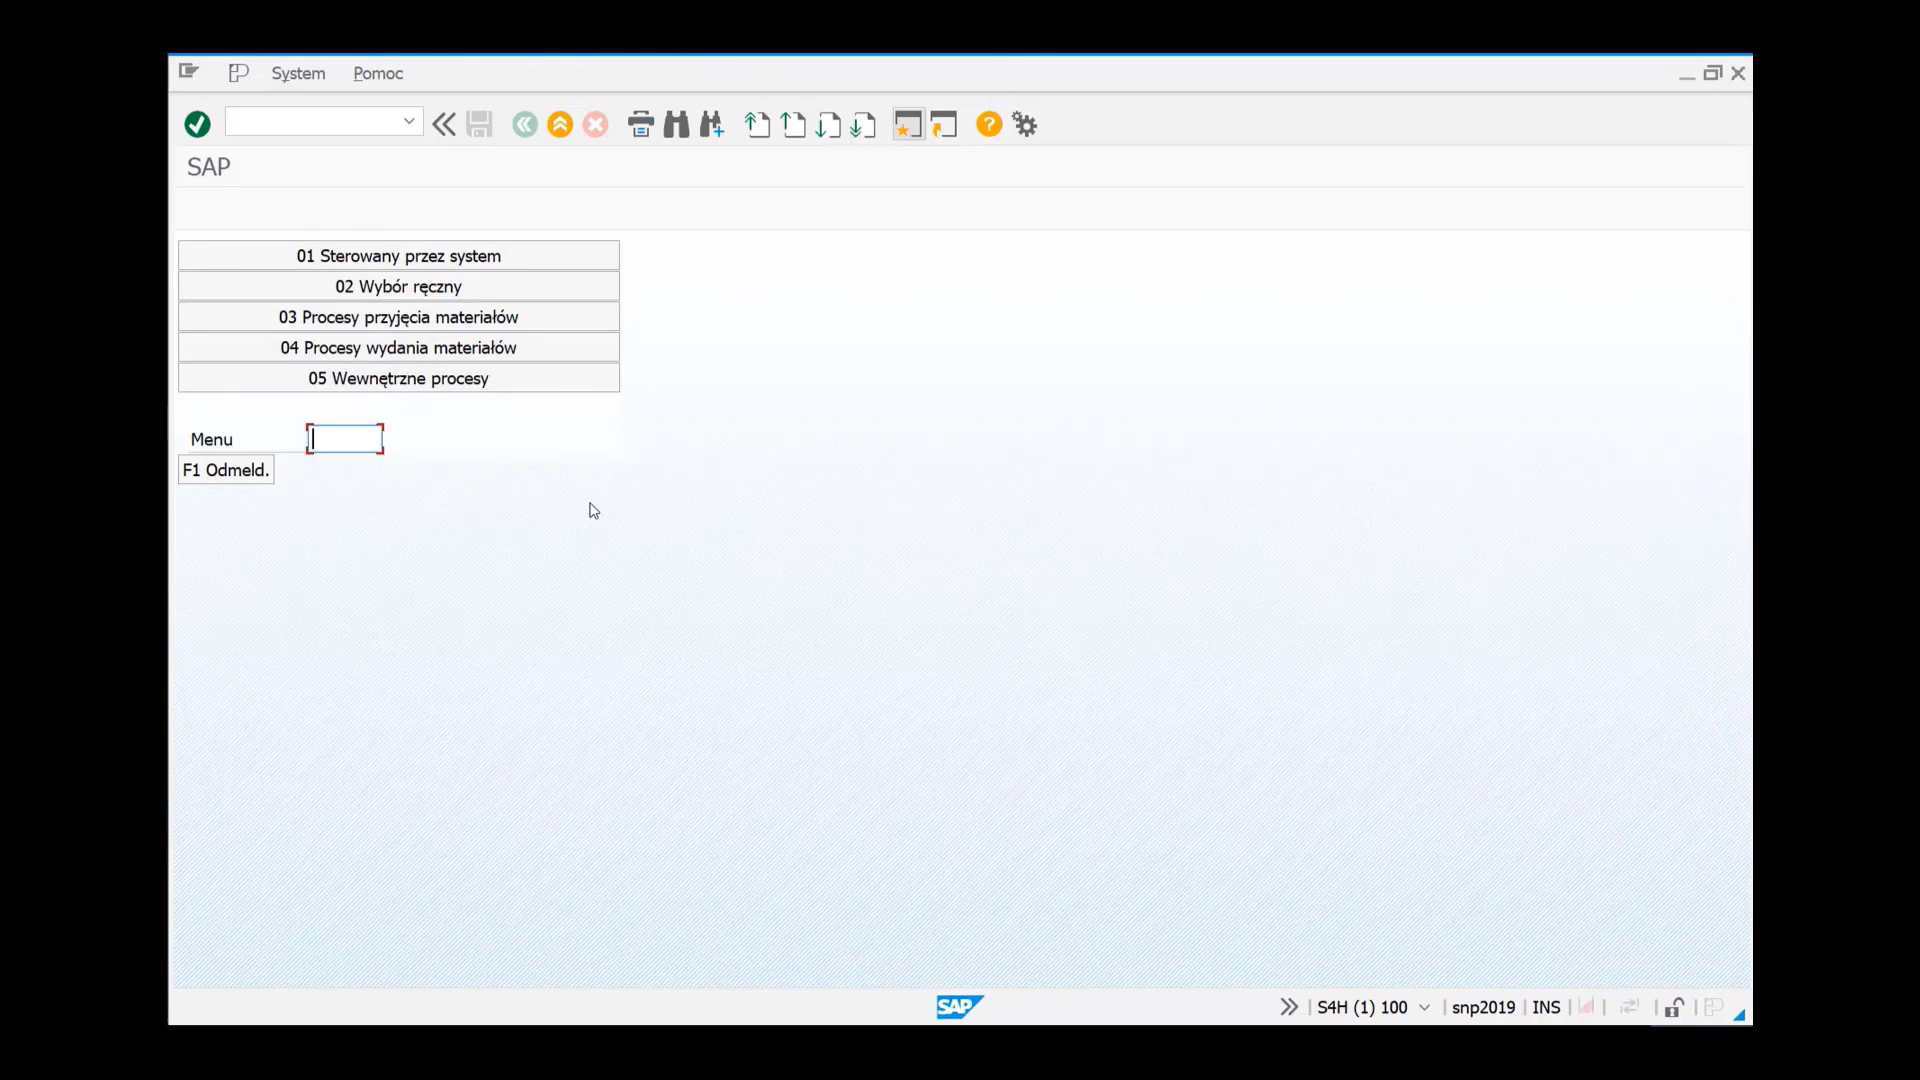 System Pomoc
SAP
01 Sterowany przez system
02 Wybór ręczny
03 Procesy przyjęcia materiałów
04 Procesy wydania materiałów
05 Wewnętrzne procesy
Menu
F1 Odmeld.
SAP S4H (1) 100 snp2019 INS